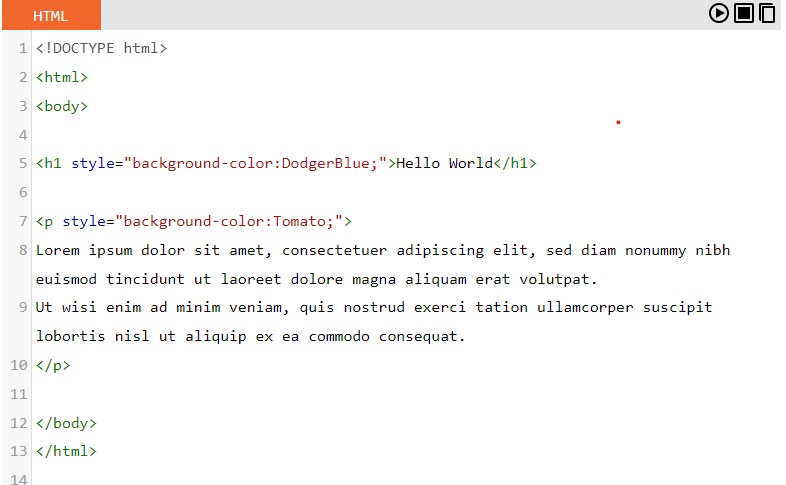 HTML
1 <!DOCTYPE html>
2 <html>
3 <body>
4
5 <h1 style="background-color:DodgerBlue;">Hello World</h1>
6
7 <p style="background-color:Tomato;">
8 Lorem ipsum dolor sit amet, consectetuer adipiscing elit, sed diam nonummy nibh
euismod tincidunt ut laoreet dolore magna aliquam erat volutpat.
9 Ut wisi enim ad minim veniam, quis nostrud exerci tation ullamcorper suscipit
lobortis nisl ut aliquip ex ea commodo consequat.
10 </p>
11
12 </body>
13 </html>
14